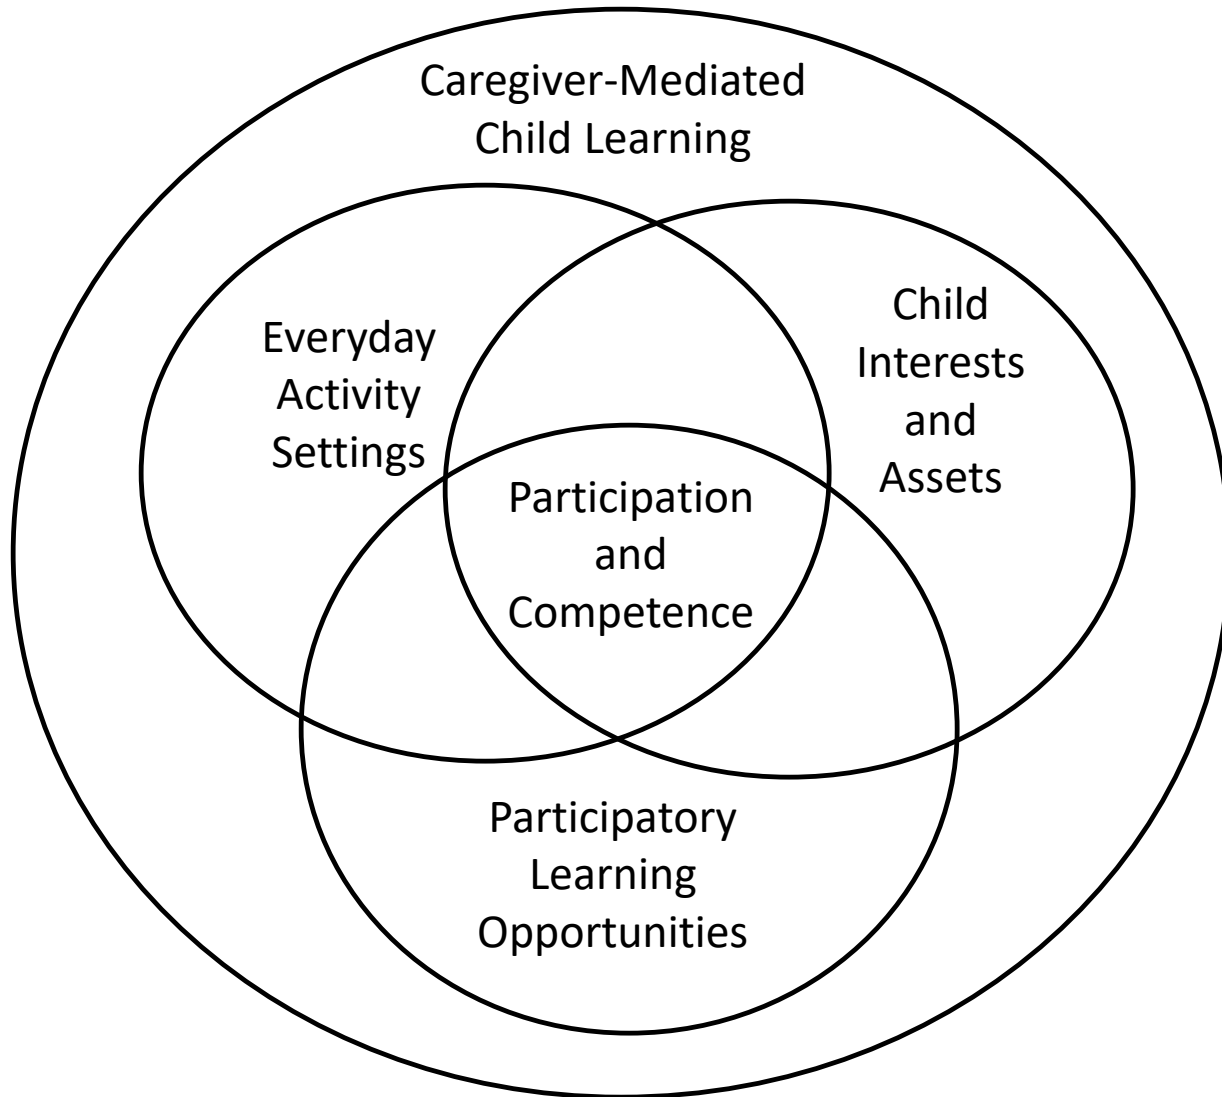 Caregiver-Mediated
Child Learning
Everyday
Activity
Settings
Child
Interests
and
Assets
Participation
and
Competence
Participatory
Learning
Opportunities